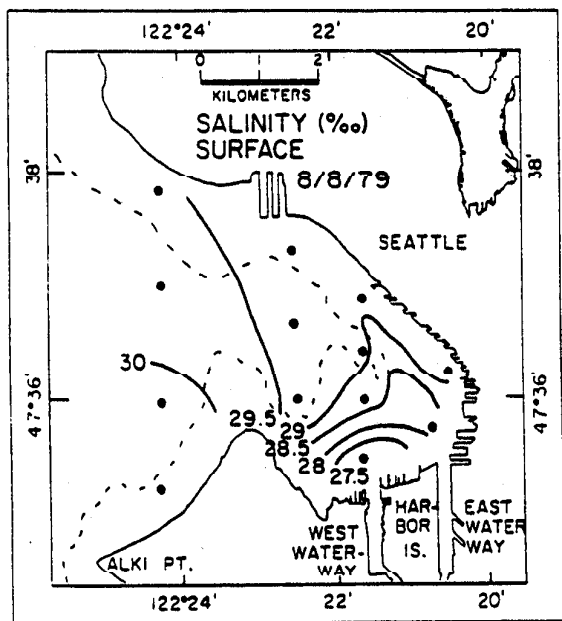 122°24' 22' 20'
0 2
KILOMETERS
SALINITY (‰)
SURFACE
8/8/79
38' 38'
SEATTLE
30
47°36' 36'
29.5
29
28.5
28
27.5
WEST
WATER-
WAY
HAR-
BOR
IS.
EAST
WATER
WAY
ALKI PT.
122°24' 22' 20'